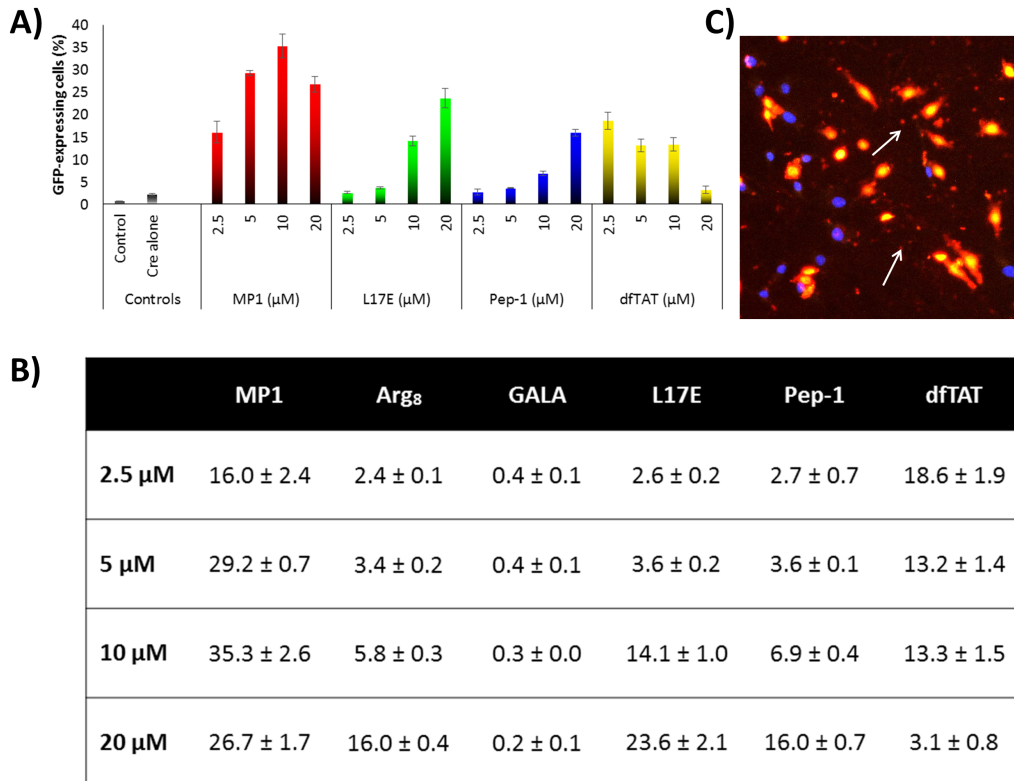 A)
GFP-expressing cells (%)
40
35
30
25
20
15
10
5
0
Control
Cre alone
2.5
5
10
20
2.5
5
10
20
2.5
5
10
20
2.5
5
10
20
Controls
MP1 (µM)
L17E (µM)
Pep-1 (µM)
dfTAT (µM)
C)
B)
MP1 Arg₈ GALA L17E Pep-1 dfTAT
2.5 µM 16.0 ± 2.4 2.4 ± 0.1 0.4 ± 0.1 2.6 ± 0.2 2.7 ± 0.7 18.6 ± 1.9
5 µM 29.2 ± 0.7 3.4 ± 0.2 0.4 ± 0.1 3.6 ± 0.2 3.6 ± 0.1 13.2 ± 1.4
10 µM 35.3 ± 2.6 5.8 ± 0.3 0.3 ± 0.0 14.1 ± 1.0 6.9 ± 0.4 13.3 ± 1.5
20 µM 26.7 ± 1.7 16.0 ± 0.4 0.2 ± 0.1 23.6 ± 2.1 16.0 ± 0.7 3.1 ± 0.8